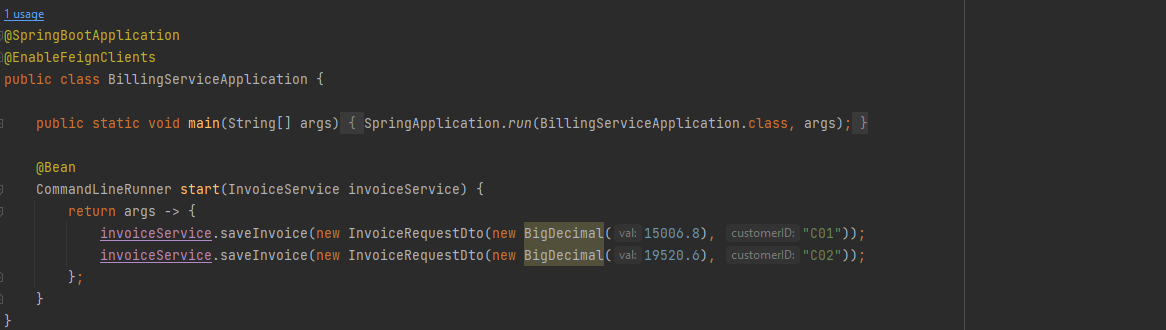 1 usage
@SpringBootApplication
@EnableFeignClients
public class BillingServiceApplication {
public static void main(String[] args) { SpringApplication.run(BillingServiceApplication.class, args); }
@Bean
CommandLineRunner start(InvoiceService invoiceService) {
return args -> {
invoiceService.saveInvoice(new InvoiceRequestDto(new BigDecimal( val: 15006.8), customerID: "C01"));
invoiceService.saveInvoice(new InvoiceRequestDto(new BigDecimal( val: 19520.6), customerID: "C02"));
};
}
}